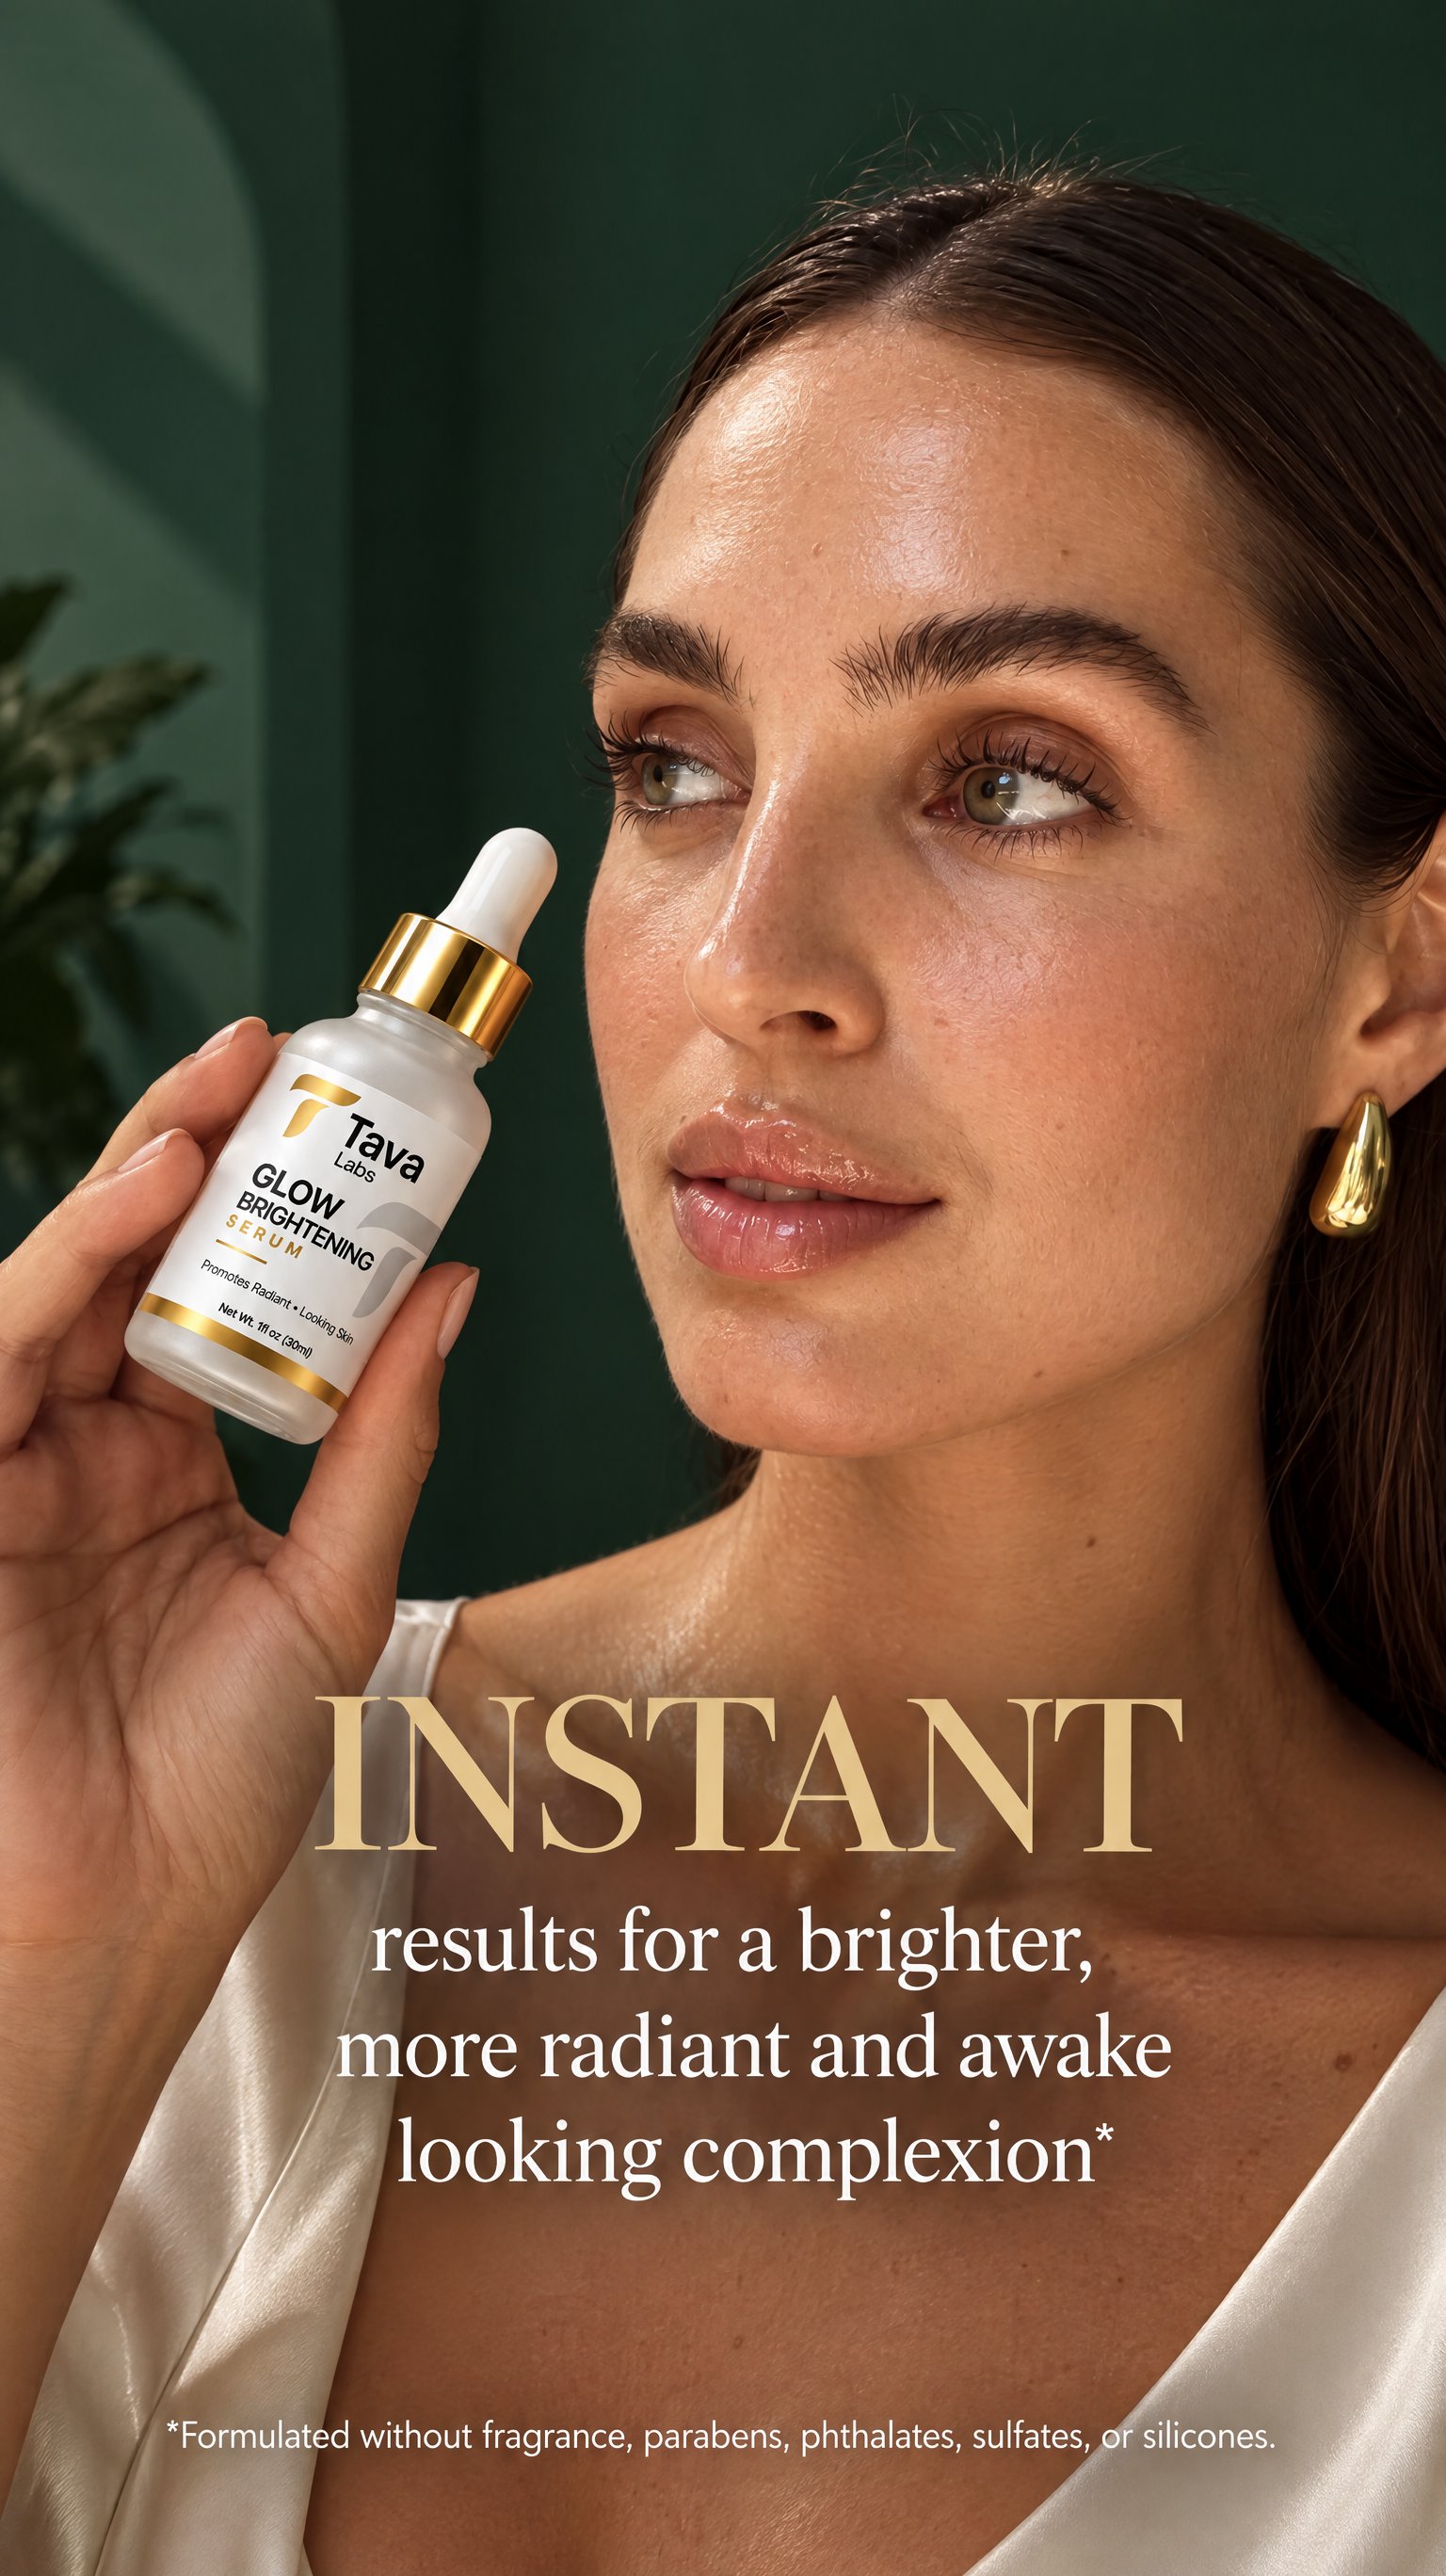 Tava
Labs
GLOW
BRIGHTENING
SERUM
Promotes Radiant • Looking Skin
Net Wt. 1fl oz (30ml)
INSTANT
results for a brighter,
more radiant and awake
looking complexion*
*Formulated without fragrance, parabens, phthalates, sulfates, or silicones.